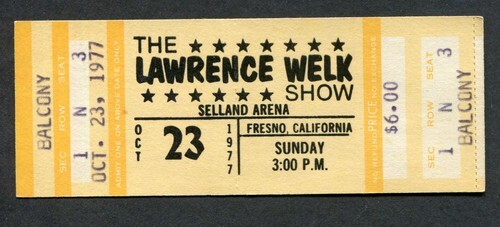 BALCONY
SEC ROW SEAT
1 N 3
OCT. 23, 1977
ADMIT ONE ON ABOVE DATE ONLY
THE
LAWRENCE WELK
SHOW
SELLAND ARENA
OCT 23 1977
FRESNO, CALIFORNIA
SUNDAY
3:00 P.M.
NO REFUND PRICE NO EXCHANGE
$6.00
SEC ROW SEAT
1 N 3
BALCONY